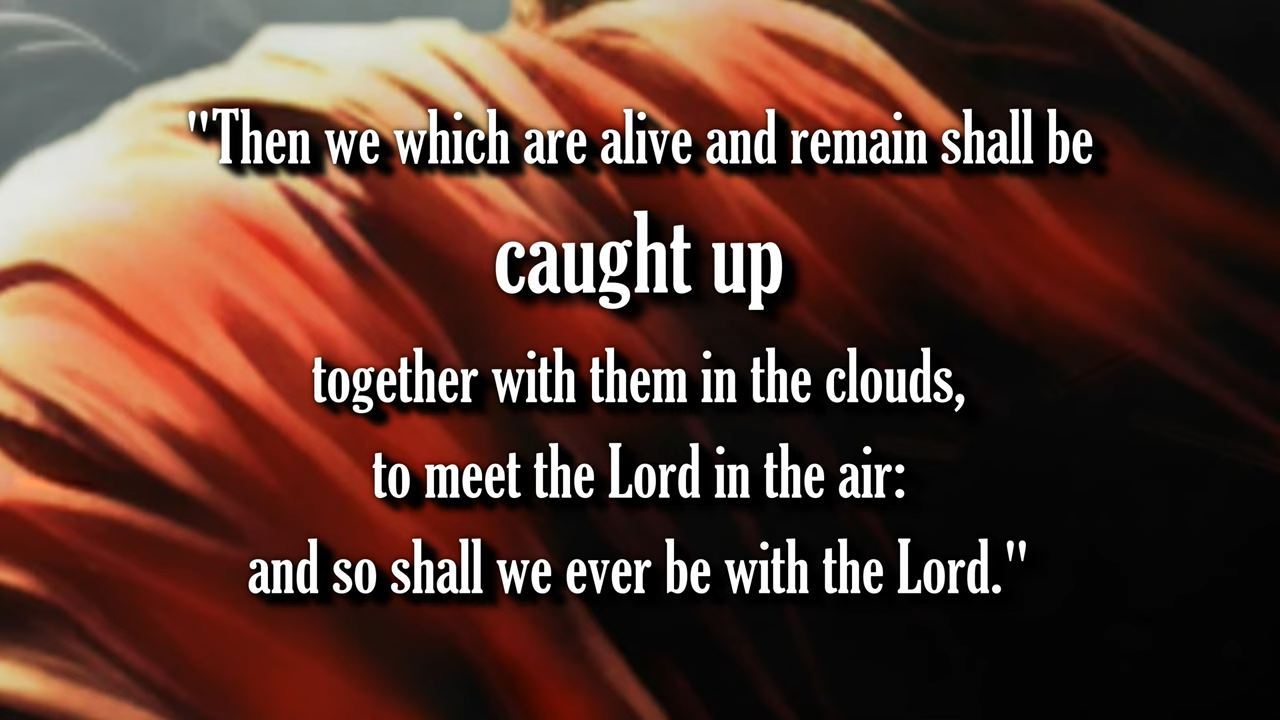 "Then we which are alive and remain shall be
caught up
together with them in the clouds,
to meet the Lord in the air:
and so shall we ever be with the Lord."